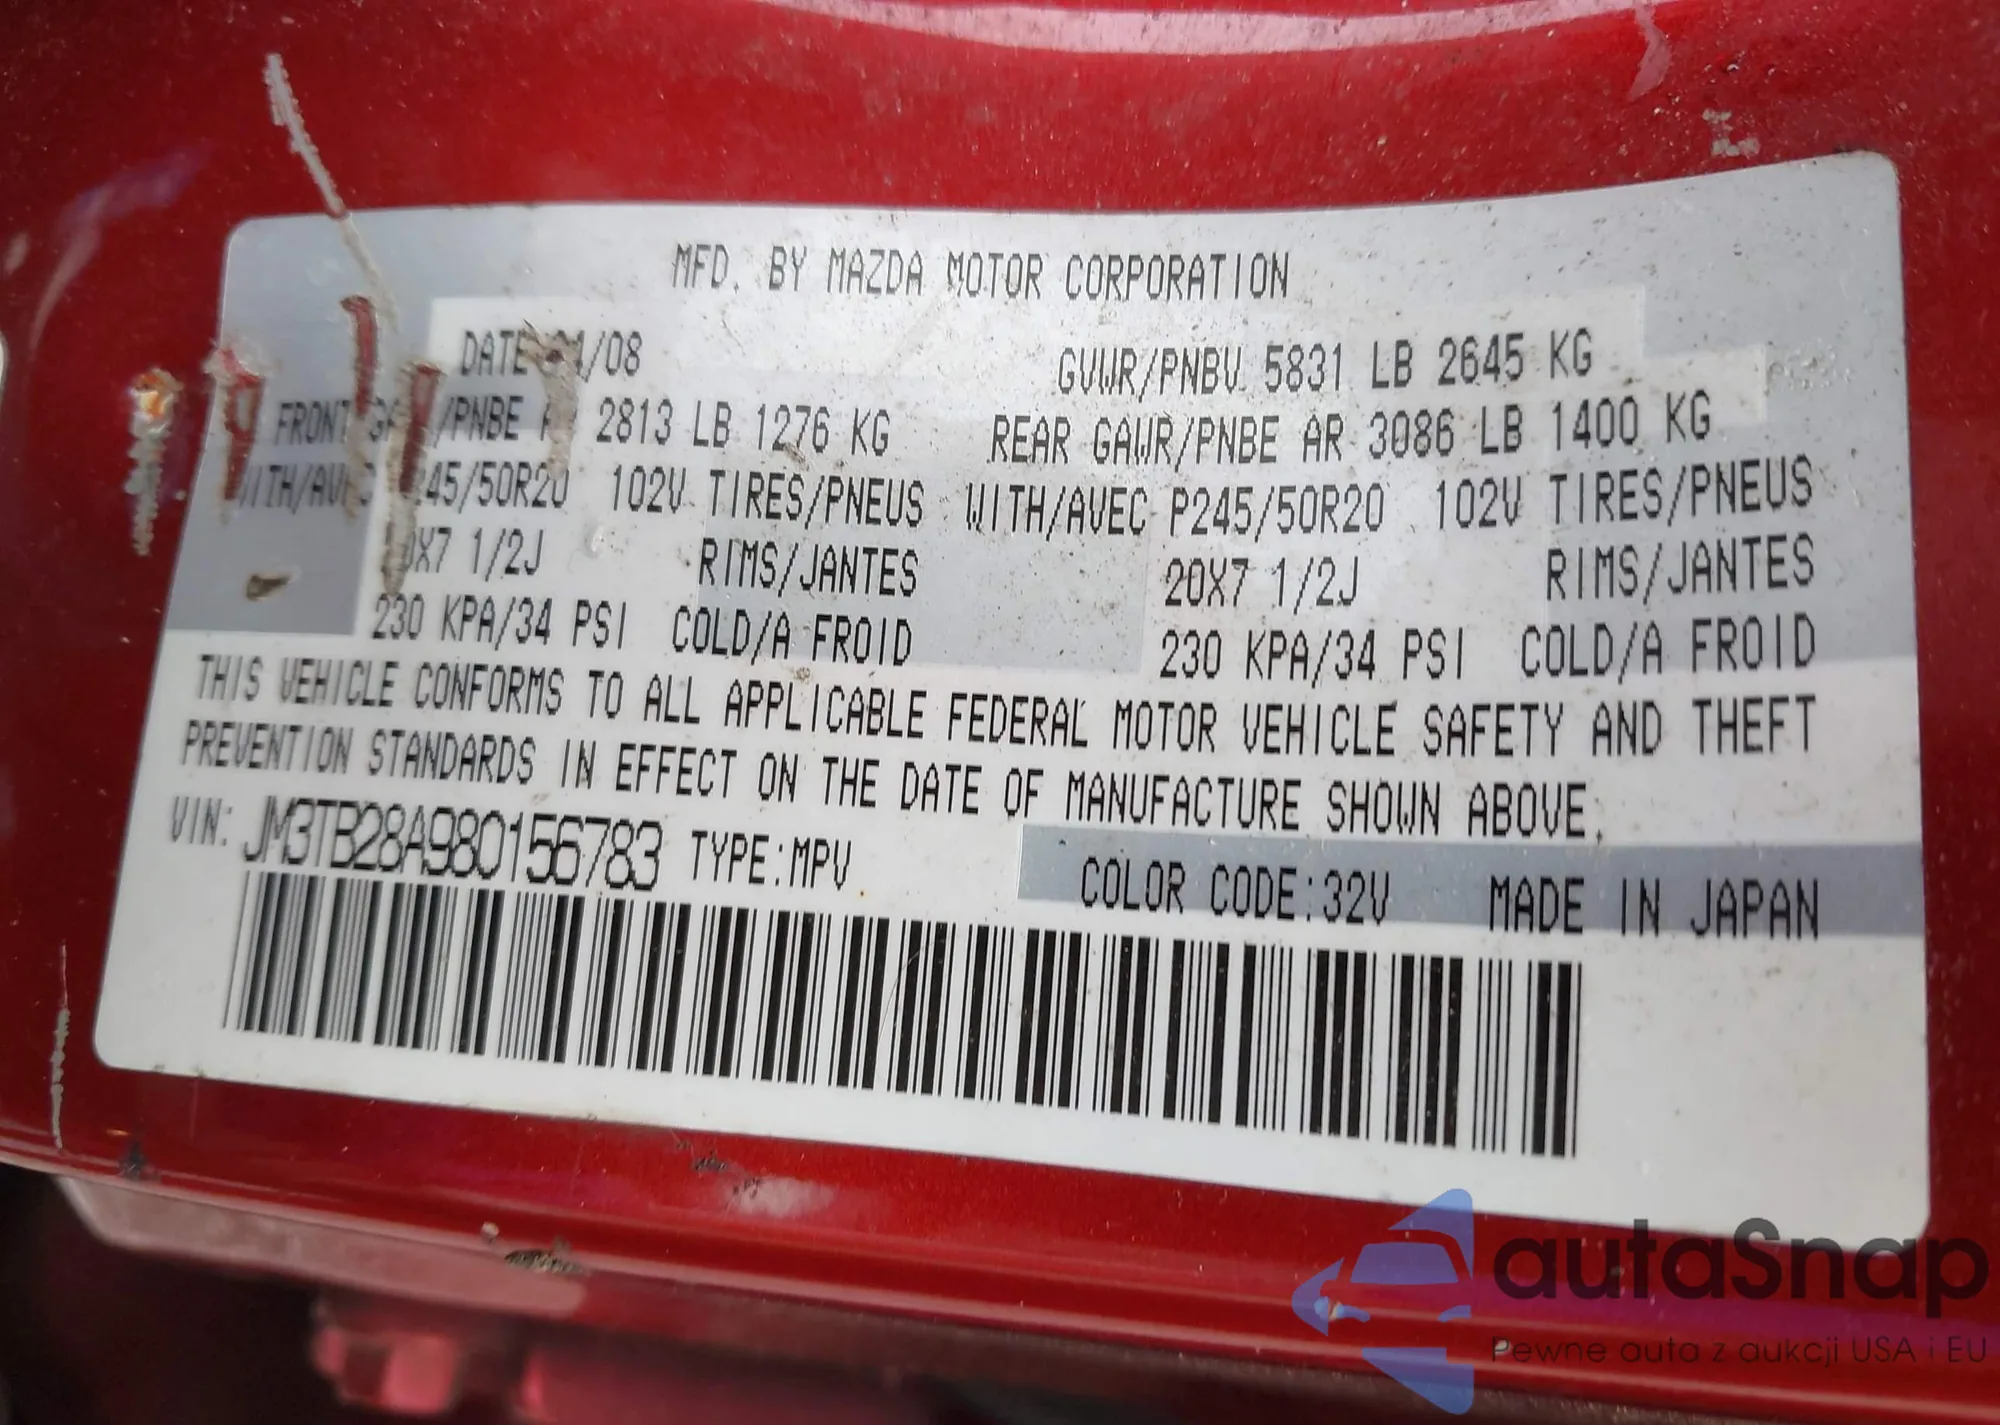 MFD. BY MAZDA MOTOR CORPORATION
DATE /08 GVWR/PNBV 5831 LB 2645 KG
FRONT /PNBE 2813 LB 1276 KG REAR GAWR/PNBE AR 3086 LB 1400 KG
WITH/AVEC 245/50R20 102V TIRES/PNEUS WITH/AVEC P245/50R20 102V TIRES/PNEUS
X7 1/2J RIMS/JANTES 20X7 1/2J RIMS/JANTES
230 KPA/34 PSI COLD/A FROID 230 KPA/34 PSI COLD/A FROID
THIS VEHICLE CONFORMS TO ALL APPLICABLE FEDERAL MOTOR VEHICLE SAFETY AND THEFT
PREVENTION STANDARDS IN EFFECT ON THE DATE OF MANUFACTURE SHOWN ABOVE.
VIN: JM3TB28A980156783 TYPE:MPV COLOR CODE:32V MADE IN JAPAN
autaSnap
Pewne auta z aukcji USA i EU